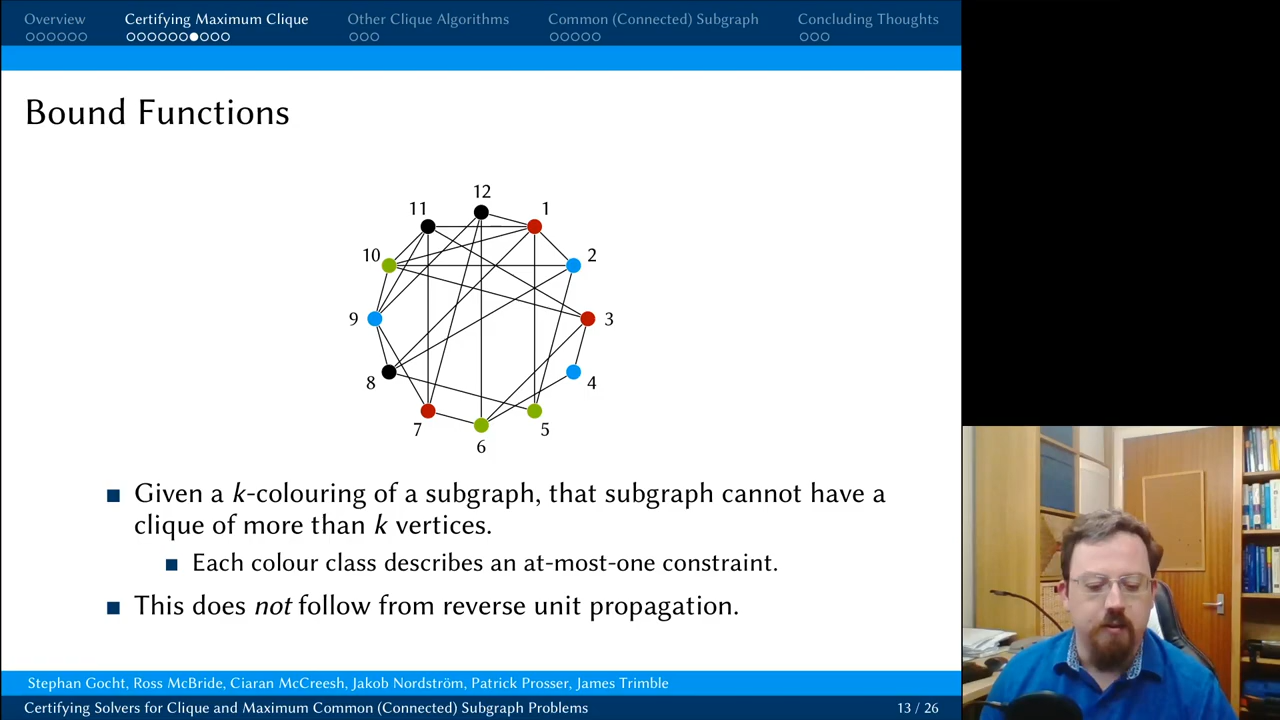 Overview
Certifying Maximum Clique
Other Clique Algorithms
Common (Connected) Subgraph
Concluding Thoughts
Bound Functions
12
11
1
10
2
9
3
8
4
7
5
6
■ Given a k-colouring of a subgraph, that subgraph cannot have a
clique of more than k vertices.
■ Each colour class describes an at-most-one constraint.
■ This does not follow from reverse unit propagation.
Stephan Gocht, Ross McBride, Ciaran McCreesh, Jakob Nordström, Patrick Prosser, James Trimble
Certifying Solvers for Clique and Maximum Common (Connected) Subgraph Problems
13 / 26